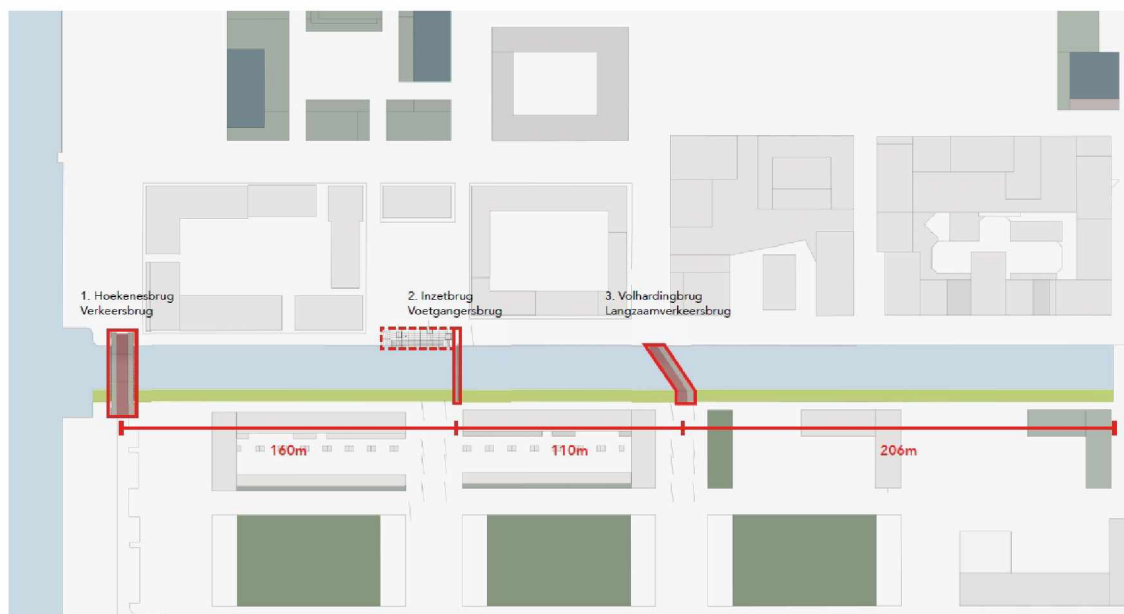 1. Hoekenesbrug
Verkeersbrug
2. Inzetbrug
Voetgangersbrug
3. Volhardingbrug
Langzaamverkeersbrug
160m
110m
206m